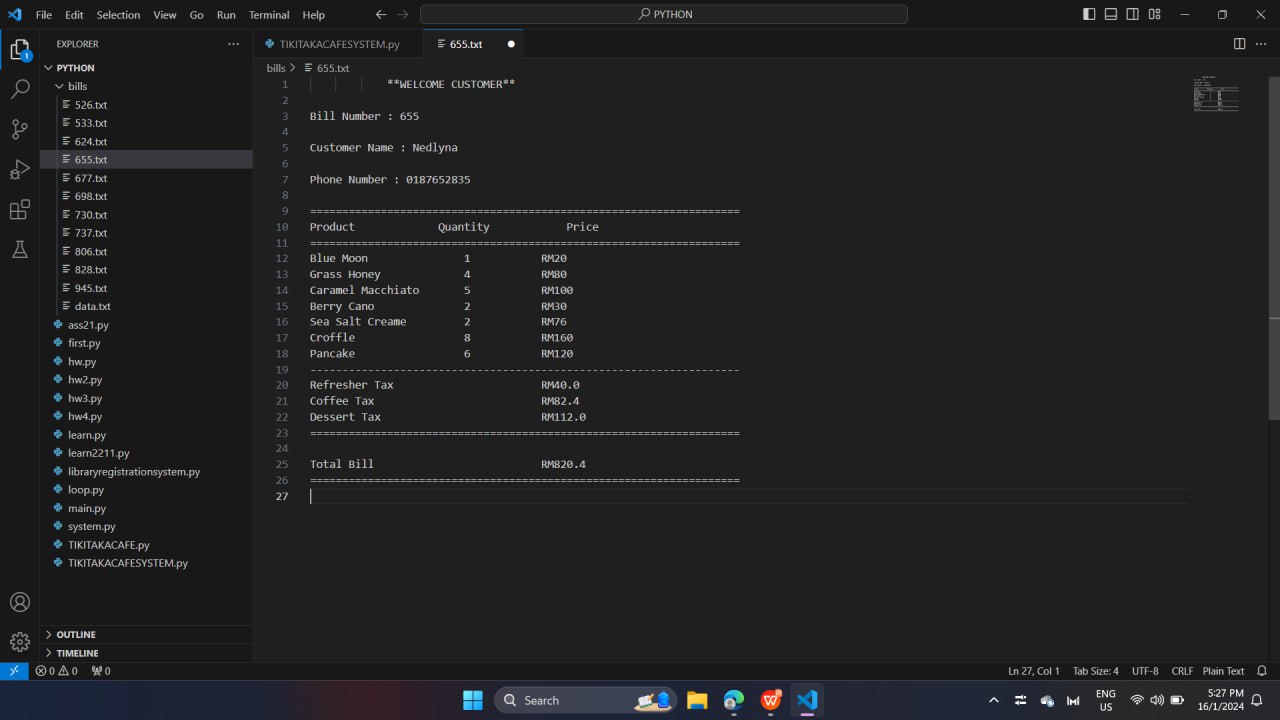 File Edit Selection View Go Run Terminal Help
PYTHON
EXPLORER
TIKITAKACAFESYSTEM.py
655.txt
PYTHON
bills
526.txt
533.txt
624.txt
655.txt
677.txt
698.txt
730.txt
737.txt
806.txt
828.txt
945.txt
data.txt
ass21.py
first.py
hw.py
hw2.py
hw3.py
hw4.py
learn.py
learn2211.py
libraryregistrationsystem.py
loop.py
main.py
system.py
TIKITAKACAFE.py
TIKITAKACAFESYSTEM.py
OUTLINE
TIMELINE
1
bills > 655.txt
1 **WELCOME CUSTOMER**
2
3 Bill Number : 655
4
5 Customer Name : Nedlyna
6
7 Phone Number : 0187652835
8
9 ===================================================================
10 Product Quantity Price
11 ===================================================================
12 Blue Moon 1 RM20
13 Grass Honey 4 RM80
14 Caramel Macchiato 5 RM100
15 Berry Cano 2 RM30
16 Sea Salt Creame 2 RM76
17 Croffle 8 RM160
18 Pancake 6 RM120
19 -------------------------------------------------------------------
20 Refresher Tax RM40.0
21 Coffee Tax RM82.4
22 Dessert Tax RM112.0
23 ===================================================================
24
25 Total Bill RM820.4
26 ===================================================================
27
0 0 0
Ln 27, Col 1 Tab Size: 4 UTF-8 CRLF Plain Text
Search
ENG
US
5:27 PM
16/1/2024